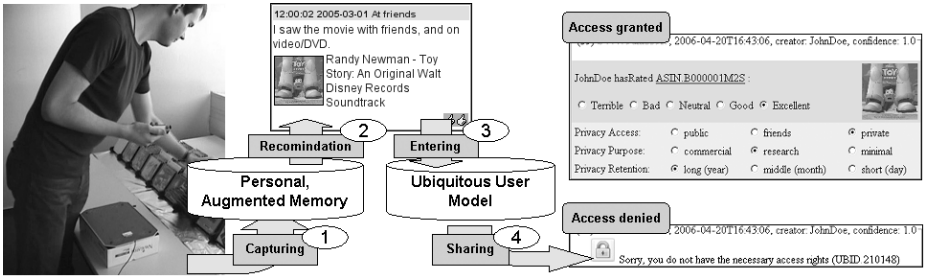 12:00:02 2005-03-01 At friends
I saw the movie with friends, and on
video/DVD.
Randy Newman - Toy
Story: An Original Walt
Disney Records
Soundtrack
Recomindation
2
Entering
3
Personal,
Augmented Memory
Ubiquitous User
Model
Capturing
1
Sharing
4
Access granted
2006-04-20T16:43:06, creator: JohnDoe, confidence: 1.0
JohnDoe hasRated ASIN.B000001M2S :
Terrible Bad Neutral Good Excellent
Privacy Access: public friends private
Privacy Purpose: commercial research minimal
Privacy Retention: long (year) middle (month) short (day)
Access denied
2006-04-20T16:43:06, creator: JohnDoe, confidence: 1.0
Sorry, you do not have the necessary access rights (UBID 210148)